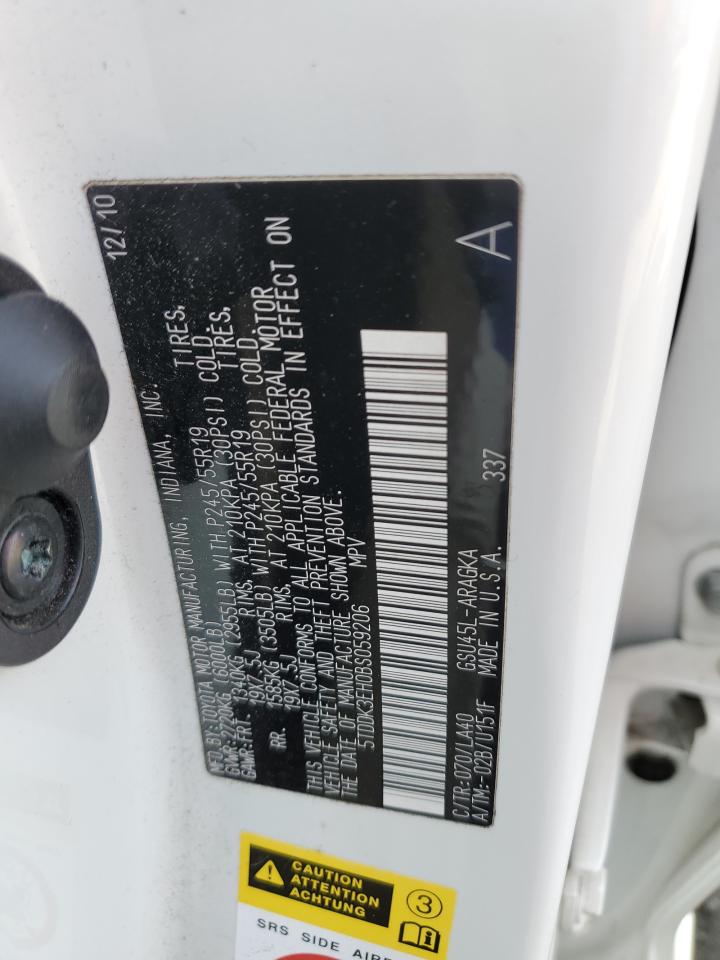 MFD. BY: TOYOTA MOTOR MANUFACTURING, INDIANA, INC. 12/10
GVWR: 2720KG (6000LB)
GAWR: FRT. 1340KG (2955LB) WITH P245/55R19 TIRES,
19X7.5J RIMS, AT 210KPA (30PSI) COLD.
RR. 1585KG (3505LB) WITH P245/55R19 TIRES,
19X7.5J RIMS, AT 210KPA (30PSI) COLD.
THIS VEHICLE CONFORMS TO ALL APPLICABLE FEDERAL MOTOR
VEHICLE SAFETY AND THEFT PREVENTION STANDARDS IN EFFECT ON
THE DATE OF MANUFACTURE SHOWN ABOVE.
5TDDK3EH0BS059206 MPV
C/TR: 070/LA40 GSU45L-ARAGKA A
A/TM: -02B/U151F MADE IN U.S.A. 337
CAUTION
ATTENTION
ACHTUNG
3
SRS SIDE